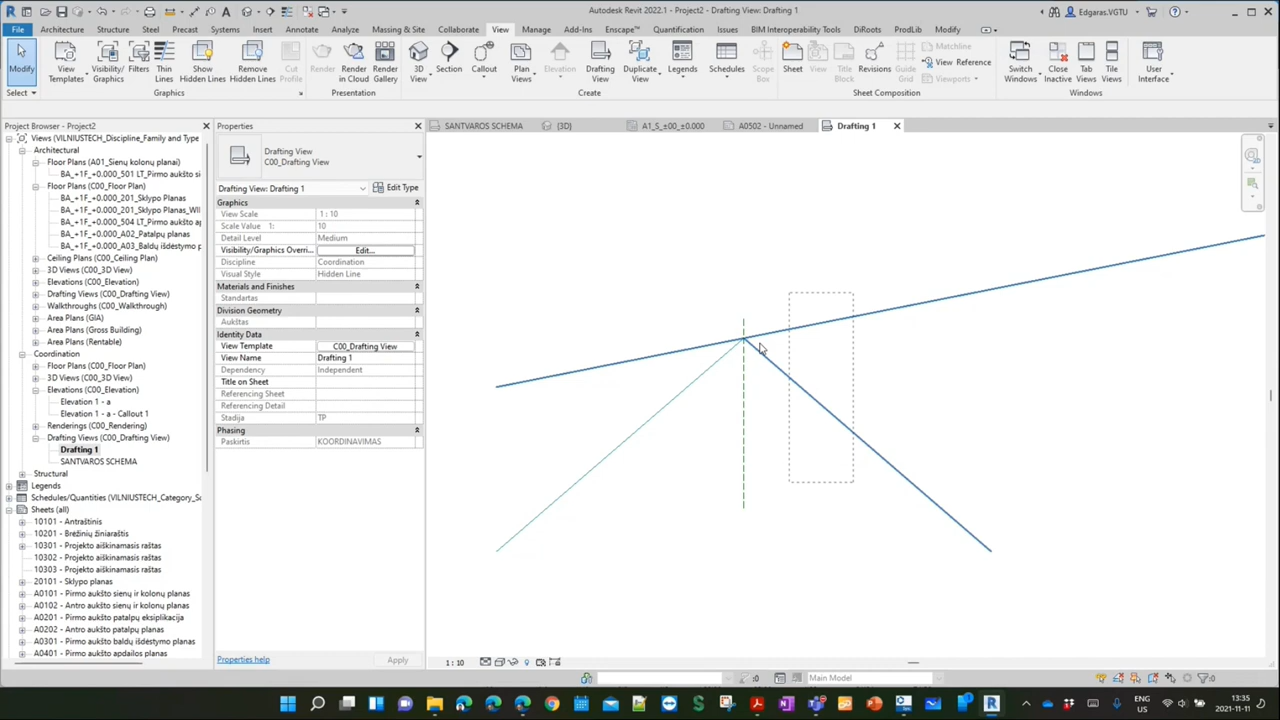 Autodesk Revit 2022.1 - Project2 - Drafting View: Drafting 1
Edgaras.VGTU
File
Architecture
Structure
Steel
Precast
Systems
Insert
Annotate
Analyze
Massing & Site
Collaborate
View
Manage
Add-Ins
Enscape™
Quantification
Issues
BIM Interoperability Tools
DiRoots
ProdLib
Modify
Modify
View Templates
Visibility/ Graphics
Filters
Thin Lines
Show Hidden Lines
Remove Hidden Lines
Cut Profile
Render
Render in Cloud
Render Gallery
3D View
Section
Callout
Plan Views
Elevation
Drafting View
Duplicate View
Legends
Schedules
Scope Box
Sheet
View
Title Block
Revisions
Guide Grid
Matchline
View Reference
Viewports
Switch Windows
Close Inactive
Tab Views
Tile Views
User Interface
Select
Graphics
Presentation
Create
Sheet Composition
Windows
Project Browser - Project2
Views (VILNIUSTECH_Discipline_Family and Type
Architectural
Floor Plans (A01_Sienų kolonų planai)
BA_+1F_+0.000_501 LT_Pirmo aukšto si
Floor Plans (C00_Floor Plan)
BA_+1F_+0.000_201_Sklypo Planas
BA_+1F_+0.000_201_Sklypo Planas_WII
BA_+1F_+0.000_504 LT_Pirmo aukšto ap
BA_+1F_+0.000_A02_Patalpų planas
BA_+1F_+0.000_A03_Baldų išdėstymo p
Ceiling Plans (C00_Ceiling Plan)
3D Views (C00_3D View)
Elevations (C00_Elevation)
Drafting Views (C00_Drafting View)
Walkthroughs (C00_Walkthrough)
Area Plans (GIA)
Area Plans (Gross Building)
Area Plans (Rentable)
Coordination
Floor Plans (C00_Floor Plan)
3D Views (C00_3D View)
Elevations (C00_Elevation)
Elevation 1 - a
Elevation 1 - a - Callout 1
Renderings (C00_Rendering)
Drafting Views (C00_Drafting View)
Drafting 1
SANTVAROS SCHEMA
Structural
Legends
Schedules/Quantities (VILNIUSTECH_Category_Sc
Sheets (all)
10101 - Antraštinis
10201 - Brėžinių žiniaraštis
10301 - Projekto aiškinamasis raštas
10302 - Projekto aiškinamasis raštas
10303 - Projekto aiškinamasis raštas
20101 - Sklypo planas
A0101 - Pirmo aukšto sienų ir kolonų planas
A0102 - Antro aukšto sienų ir kolonų planas
A0201 - Pirmo aukšto patalpų eksplikacija
A0202 - Antro aukšto patalpų planas
A0301 - Pirmo aukšto baldų išdėstymo planas
A0401 - Pirmo aukšto apdailos planas
Properties
Drafting View
C00_Drafting View
Drafting View: Drafting 1
Edit Type
Graphics
View Scale 1 : 10
Scale Value 1: 10
Detail Level Medium
Visibility/Graphics Overri... Edit...
Discipline Coordination
Visual Style Hidden Line
Materials and Finishes
Standartas
Division Geometry
Aukštas
Identity Data
View Template C00_Drafting View
View Name Drafting 1
Dependency Independent
Title on Sheet
Referencing Sheet
Referencing Detail
Stadija TP
Phasing
Paskirtis KOORDINAVIMAS
Properties help
Apply
SANTVAROS SCHEMA
{3D}
A1_S_±00_±0.000
A0502 - Unnamed
Drafting 1
1 : 10
:0
Main Model
:0
ENG
US
13:35
2021-11-11